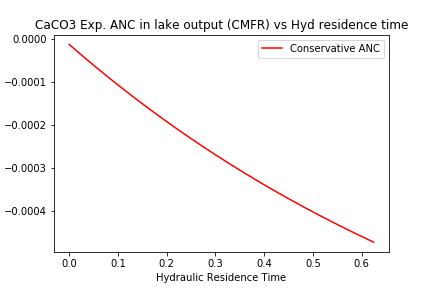 CaCO3 Exp. ANC in lake output (CMFR) vs Hyd residence time
0.0000
−0.0001
−0.0002
−0.0003
−0.0004
Conservative ANC
0.0 0.1 0.2 0.3 0.4 0.5 0.6
Hydraulic Residence Time